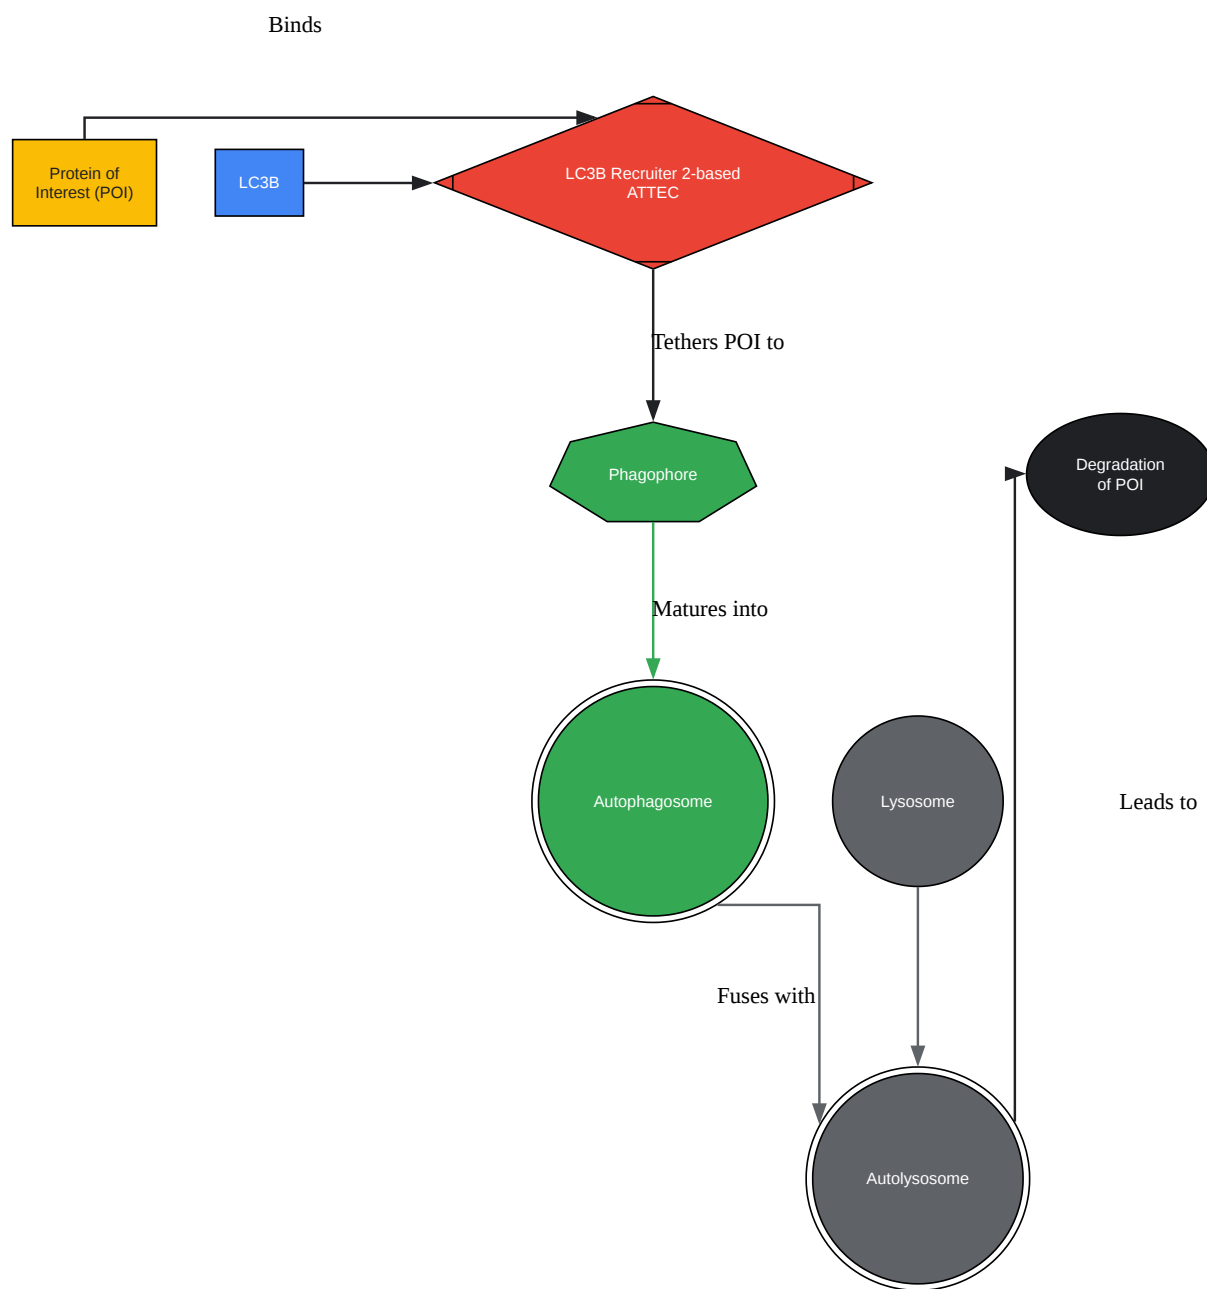 Binds
Protein of
Interest (POI)
LC3B
LC3B Recruiter 2-based
ATTEC
Tethers POI to
Phagophore
Degradation
of POI
Matures into
Autophagosome
Lysosome
Leads to
Fuses with
Autolysosome